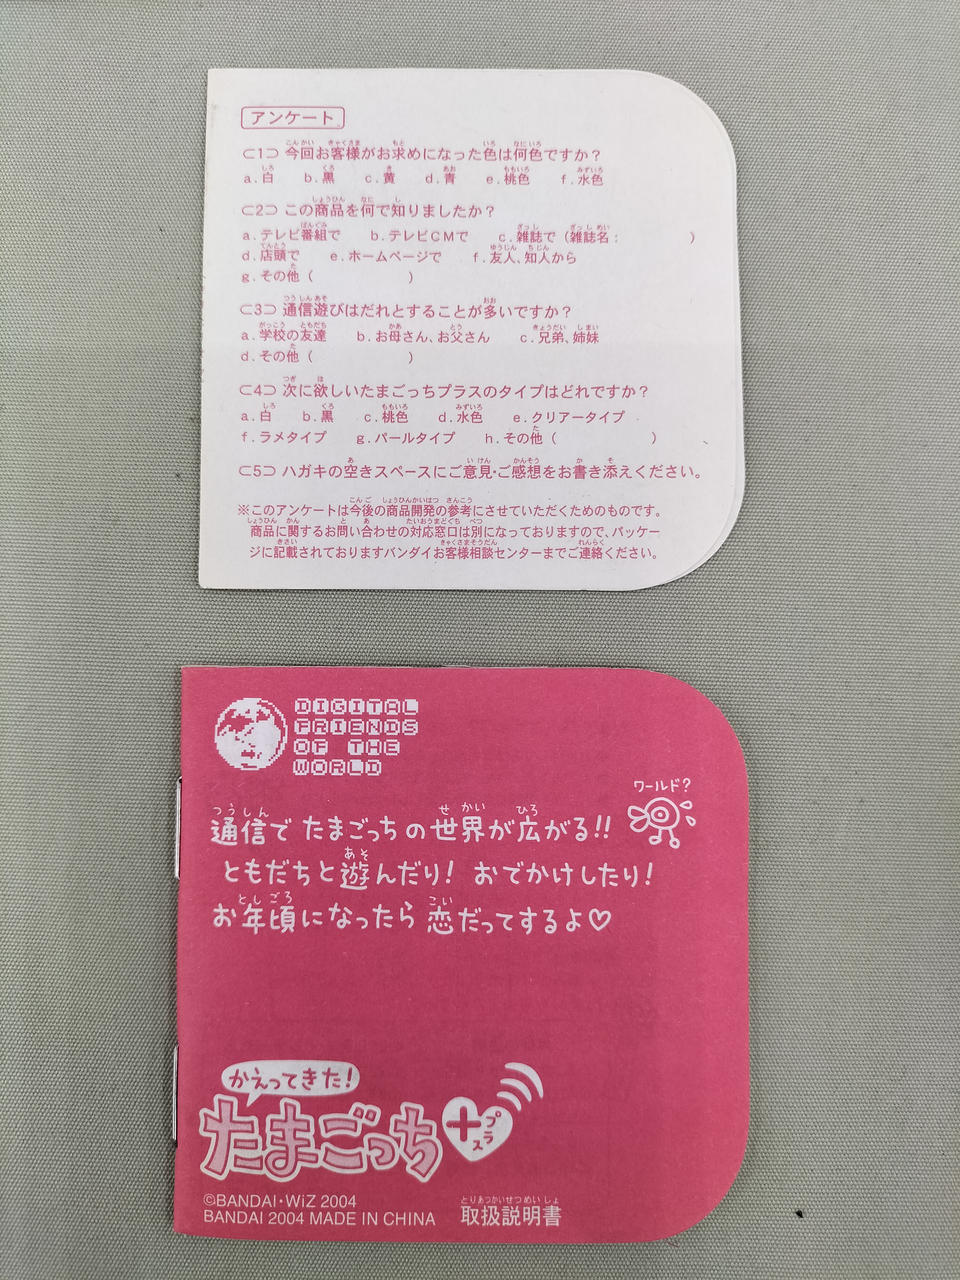 アンケート
⊂1⊃ 今回お客様がお求めになった色は何色ですか？
a.白 b.黒 c.黄 d.青 e.桃色 f.水色
⊂2⊃ この商品を何で知りましたか？
a.テレビ番組で b.テレビCMで c.雑誌で（雑誌名： ）
d.店頭で e.ホームページで f.友人、知人から
g.その他（ ）
⊂3⊃ 通信遊びはだれとすることが多いですか？
a.学校の友達 b.お母さん、お父さん c.兄弟、姉妹
d.その他（ ）
⊂4⊃ 次に欲しいたまごっちプラスのタイプはどれですか？
a.白 b.黒 c.桃色 d.水色 e.クリアータイプ
f.ラメタイプ g.パールタイプ h.その他（ ）
⊂5⊃ ハガキの空きスペースにご意見・ご感想をお書き添えください。
※このアンケートは今後の商品開発の参考にさせていただくためのものです。
商品に関するお問い合わせの対応窓口は別になっておりますので、パッケー
ジに記載されておりますバンダイお客様相談センターまでご連絡ください。
DIGITAL
FRIENDS
OF THE
WORLD
ワールド？
通信で たまごっちの世界が広がる!!
ともだちと遊んだり! おでかけしたり!
お年頃になったら恋だってするよ♡
かえってきた!
たまごっち
+プラス
©BANDAI・WiZ 2004
BANDAI 2004 MADE IN CHINA
取扱説明書